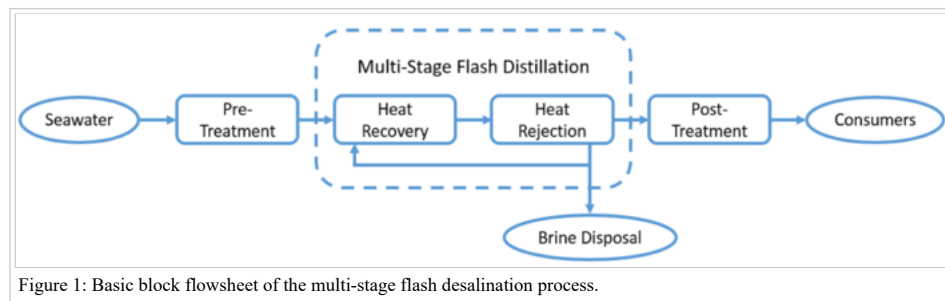 Multi-Stage Flash Distillation
Seawater
Pre-
Treatment
Heat
Recovery
Heat
Rejection
Post-
Treatment
Consumers
Brine Disposal
Figure 1: Basic block flowsheet of the multi-stage flash desalination process.